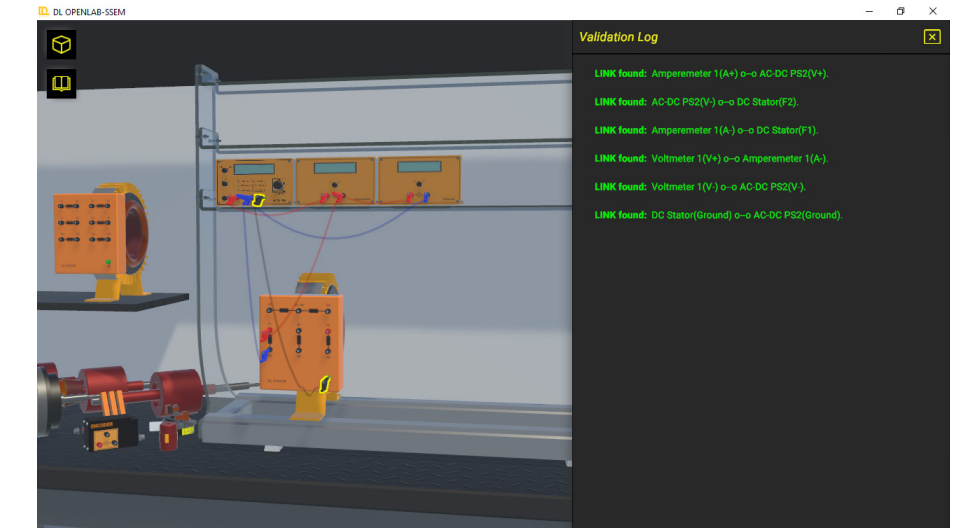 DL OPENLAB-SSEM
Validation Log
LINK found: Amperemeter 1(A+) o--o AC-DC PS2(V+).
LINK found: AC-DC PS2(V-) o--o DC Stator(F2).
LINK found: Amperemeter 1(A-) o--o DC Stator(F1).
LINK found: Voltmeter 1(V+) o--o Amperemeter 1(A-).
LINK found: Voltmeter 1(V-) o--o AC-DC PS2(V-).
LINK found: DC Stator(Ground) o--o AC-DC PS2(Ground).
DC STATOR
ENCODER